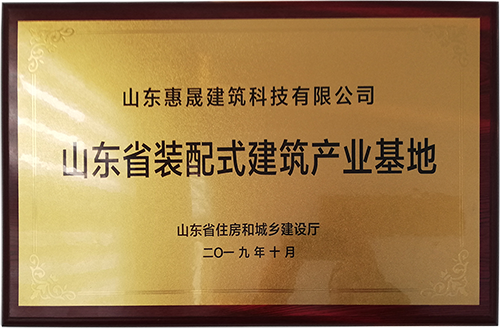 山东惠晟建筑科技有限公司
山东省装配式建筑产业基地
山东省住房和城乡建设厅
二〇一九年十月